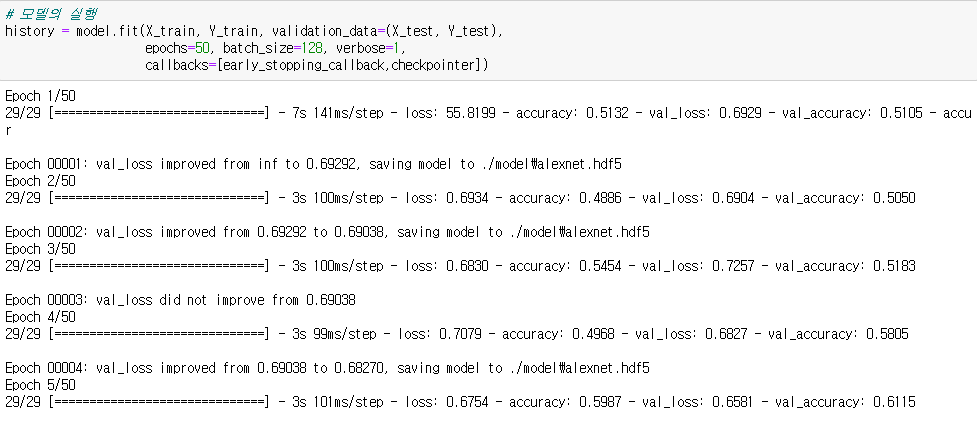 # 모델의 실행
history = model.fit(X_train, Y_train, validation_data=(X_test, Y_test),
epochs=50, batch_size=128, verbose=1,
callbacks=[early_stopping_callback,checkpointer])
Epoch 1/50
29/29 [==============================] - 7s 141ms/step - loss: 55.8199 - accuracy: 0.5132 - val_loss: 0.6929 - val_accuracy: 0.5105 - accu
r
Epoch 00001: val_loss improved from inf to 0.69292, saving model to ./model₩alexnet.hdf5
Epoch 2/50
29/29 [==============================] - 3s 100ms/step - loss: 0.6934 - accuracy: 0.4886 - val_loss: 0.6904 - val_accuracy: 0.5050
Epoch 00002: val_loss improved from 0.69292 to 0.69038, saving model to ./model₩alexnet.hdf5
Epoch 3/50
29/29 [==============================] - 3s 100ms/step - loss: 0.6830 - accuracy: 0.5454 - val_loss: 0.7257 - val_accuracy: 0.5183
Epoch 00003: val_loss did not improve from 0.69038
Epoch 4/50
29/29 [==============================] - 3s 99ms/step - loss: 0.7079 - accuracy: 0.4968 - val_loss: 0.6827 - val_accuracy: 0.5805
Epoch 00004: val_loss improved from 0.69038 to 0.68270, saving model to ./model₩alexnet.hdf5
Epoch 5/50
29/29 [==============================] - 3s 101ms/step - loss: 0.6754 - accuracy: 0.5987 - val_loss: 0.6581 - val_accuracy: 0.6115